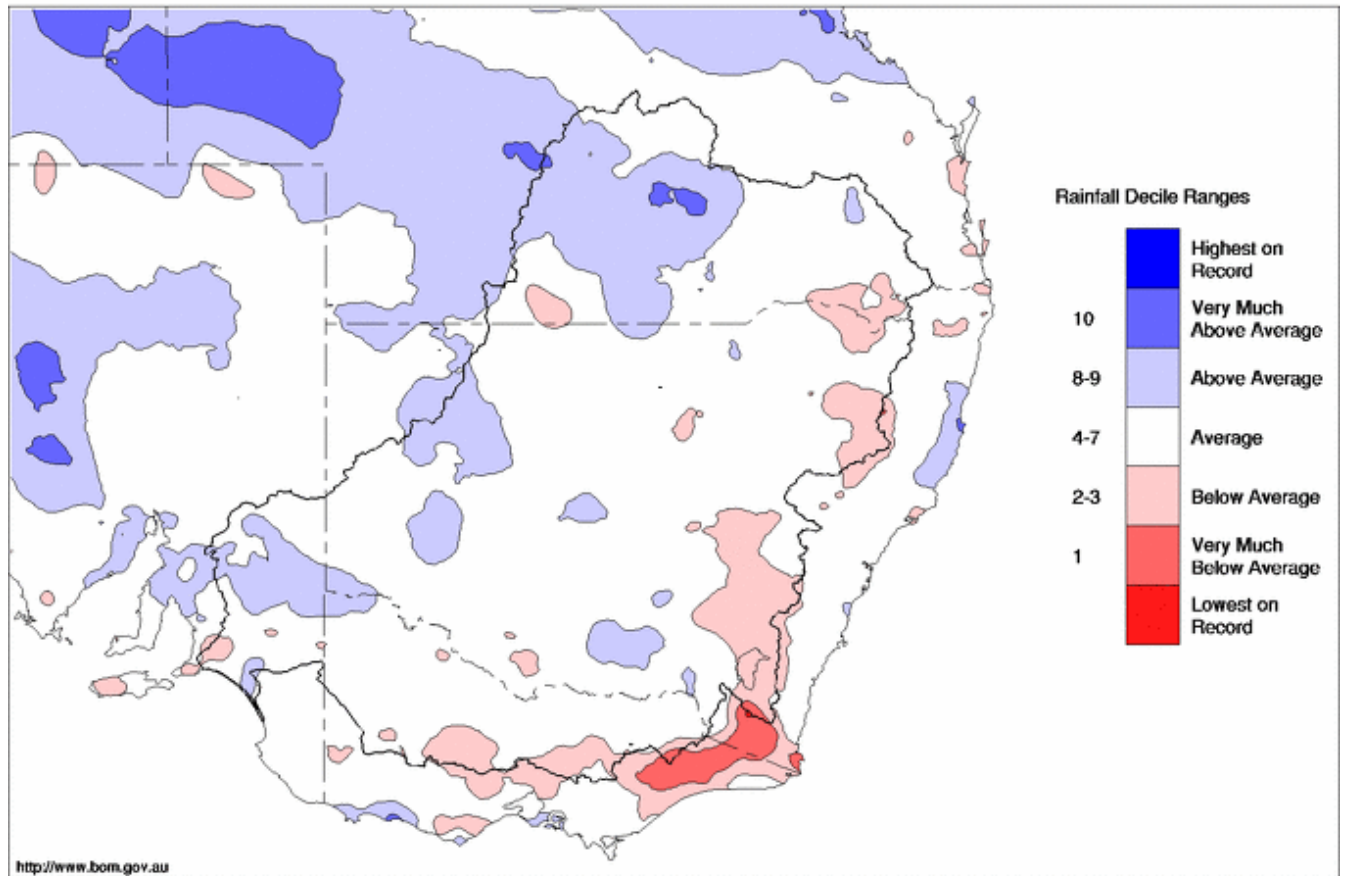 Rainfall Decile Ranges
Highest on
Record
10
Very Much
Above Average
8-9
Above Average
4-7
Average
2-3
Below Average
1
Very Much
Below Average
Lowest on
Record
http://www.bom.gov.au